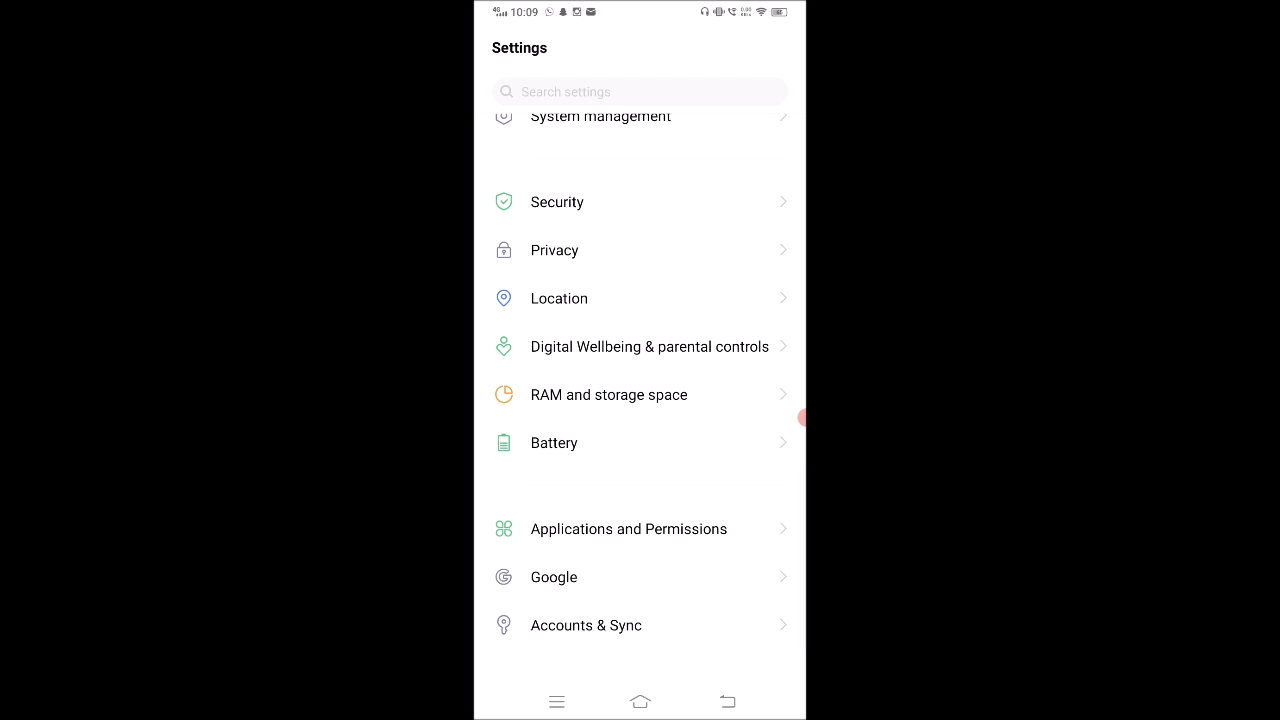 4G 10:09
Settings
Search settings
System management
Security
Privacy
Location
Digital Wellbeing & parental controls
RAM and storage space
Battery
Applications and Permissions
Google
Accounts & Sync